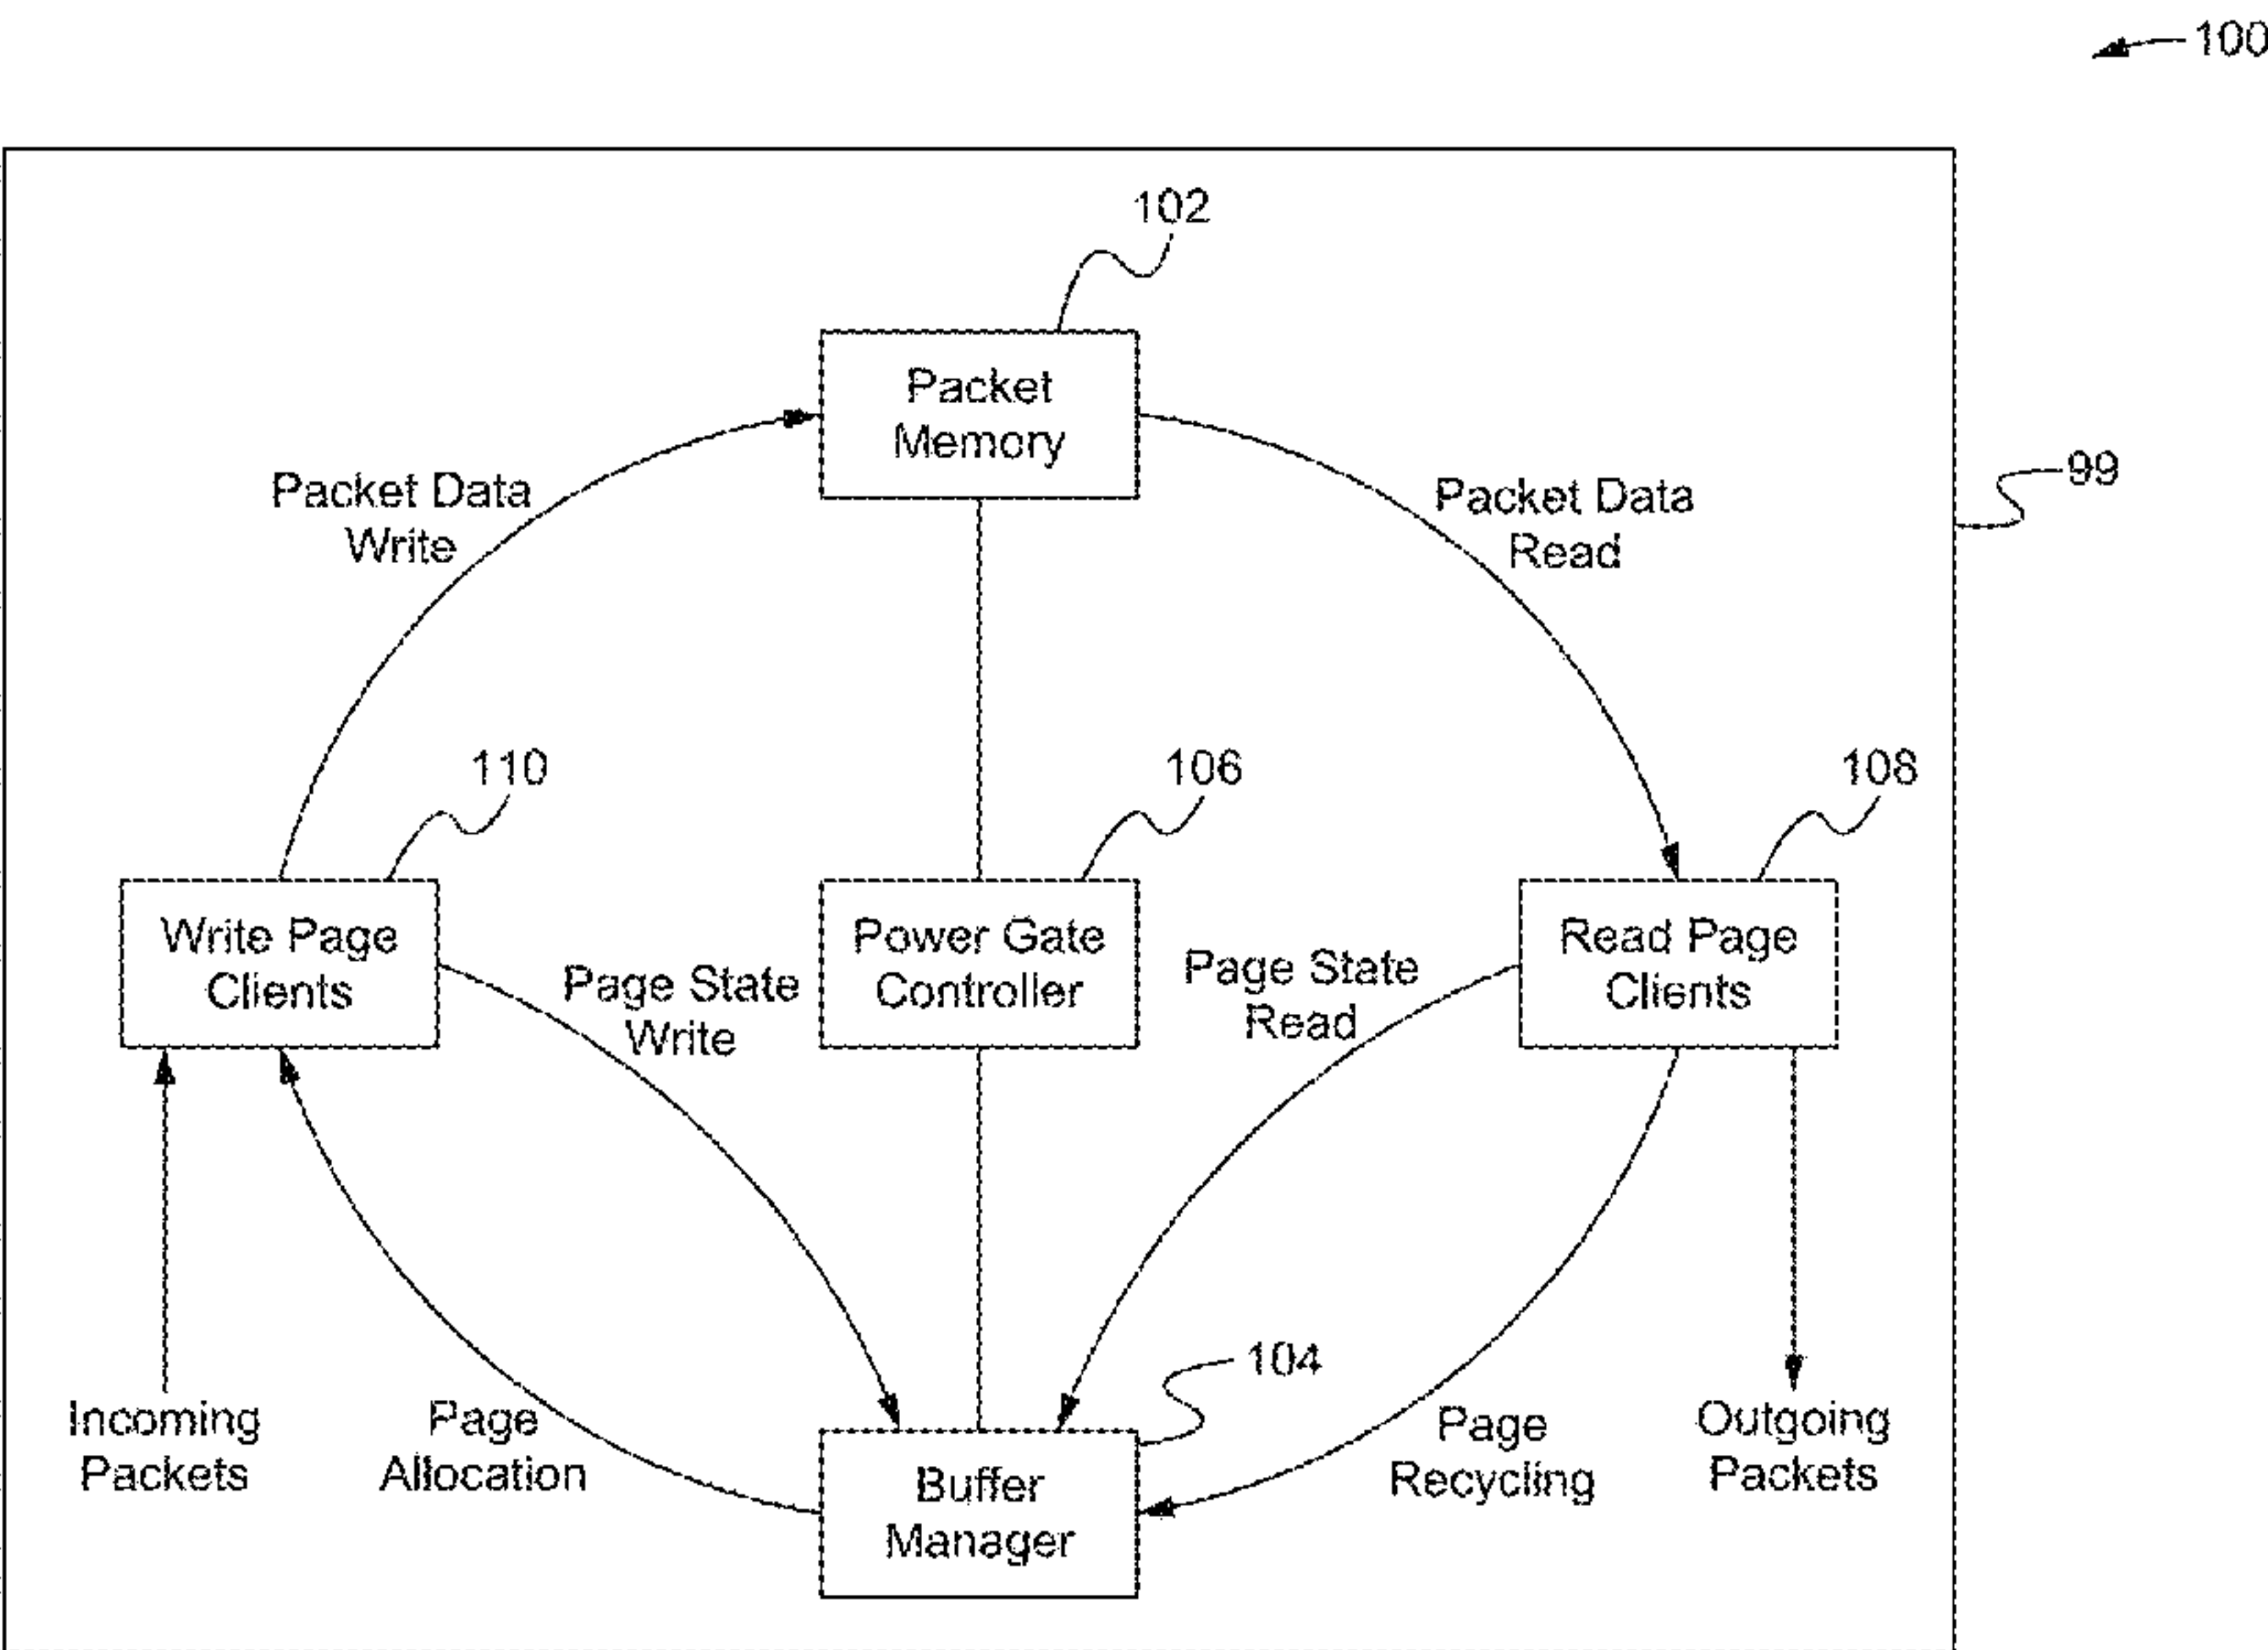 100
102
Packet
Memory
99
Packet Data
Write
Packet Data
Read
110
106
108
Write Page
Clients
Page State
Write
Power Gate
Controller
Page State
Read
Read Page
Clients
104
Incoming
Packets
Page
Allocation
Buffer
Manager
Page
Recycling
Outgoing
Packets